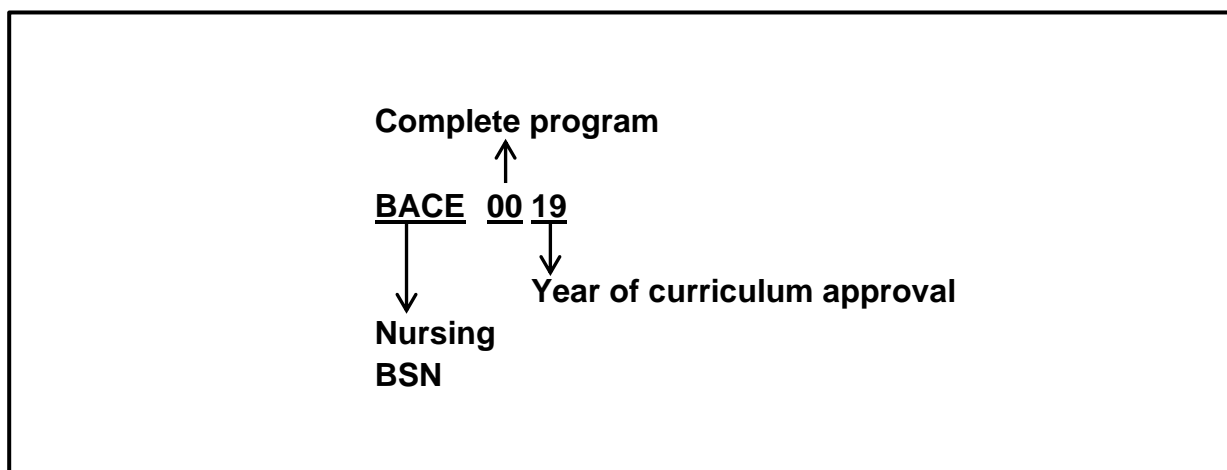 Complete program
BACE 00 19
Year of curriculum approval
Nursing
BSN